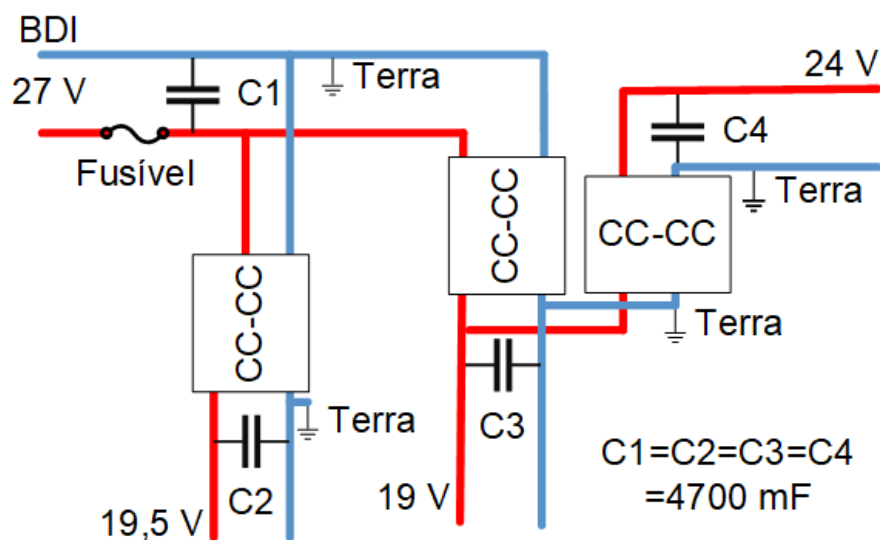 BDI
27 V
C1
Terra
24 V
C4
Fusível
CC-CC
CC-CC
CC-CC
Terra
Terra
Terra
C2
C3
19,5 V
19 V
C1=C2=C3=C4
=4700 mF